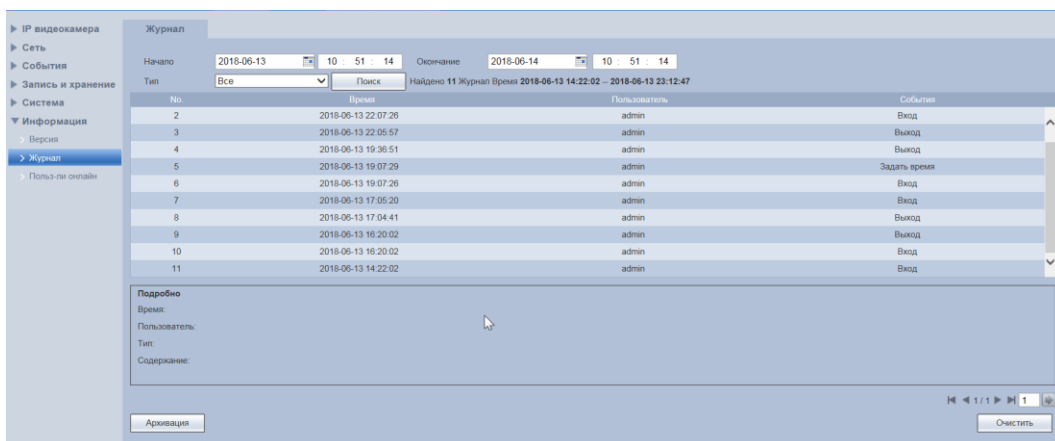 IP видеокамера
Сеть
События
Запись и хранение
Система
Информация
Версия
Журнал
Польз-ли онлайн
Журнал
Начало 2018-06-13 10 : 51 : 14 Окончание 2018-06-14 10 : 51 : 14
Тип Все Поиск Найдено 11 Журнал Время 2018-06-13 14:22:02 -- 2018-06-13 23:12:47
No. Время Пользователь События
2 2018-06-13 22:07:26 admin Вход
3 2018-06-13 22:05:57 admin Выход
4 2018-06-13 19:36:51 admin Выход
5 2018-06-13 19:07:29 admin Задать время
6 2018-06-13 19:07:26 admin Вход
7 2018-06-13 17:05:20 admin Вход
8 2018-06-13 17:04:41 admin Выход
9 2018-06-13 16:20:02 admin Выход
10 2018-06-13 16:20:02 admin Вход
11 2018-06-13 14:22:02 admin Вход
Подробно
Время:
Пользователь:
Тип:
Содержание:
1 / 1 1
Архивация Очистить